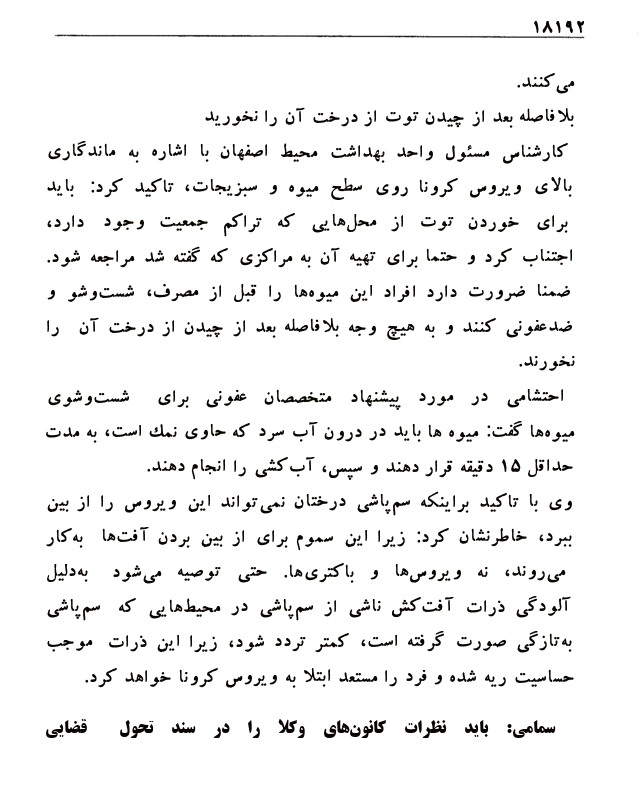 ۱۸۱۹۲
می‌کنند.
بلافاصله بعد از چیدن توت از درخت آن را نخورید
کارشناس مسئول واحد بهداشت محیط اصفهان با اشاره به ماندگاری
بالای ویروس کرونا روی سطح میوه و سبزیجات، تاکید کرد: باید
برای خوردن توت از محل‌هایی که تراکم جمعیت وجود دارد،
اجتناب کرد و حتما برای تهیه آن به مراکزی که گفته شد مراجعه شود.
ضمنا ضرورت دارد افراد این میوه‌ها را قبل از مصرف، شست‌وشو و
ضدعفونی کنند و به هیچ وجه بلافاصله بعد از چیدن از درخت آن را
نخورند.
احتشامی در مورد پیشنهاد متخصصان عفونی برای شست‌وشوی
میوه‌ها گفت: میوه ها باید در درون آب سرد که حاوی نمك است، به مدت
حداقل ۱۵ دقیقه قرار دهند و سپس، آب‌کشی را انجام دهند.
وی با تاکید براینکه سم‌پاشی درختان نمی‌تواند این ویروس را از بین
ببرد، خاطرنشان کرد: زیرا این سموم برای از بین بردن آفت‌ها به‌کار
می‌روند، نه ویروس‌ها و باکتری‌ها. حتی توصیه می‌شود به‌دلیل
آلودگی ذرات آفت‌کش ناشی از سم‌پاشی در محیط‌هایی که سم‌پاشی
به‌تازگی صورت گرفته است، کمتر تردد شود، زیرا این ذرات موجب
حساسیت ریه شده و فرد را مستعد ابتلا به ویروس کرونا خواهد کرد.
سمامی: باید نظرات کانون‌های وکلا را در سند تحول قضایی